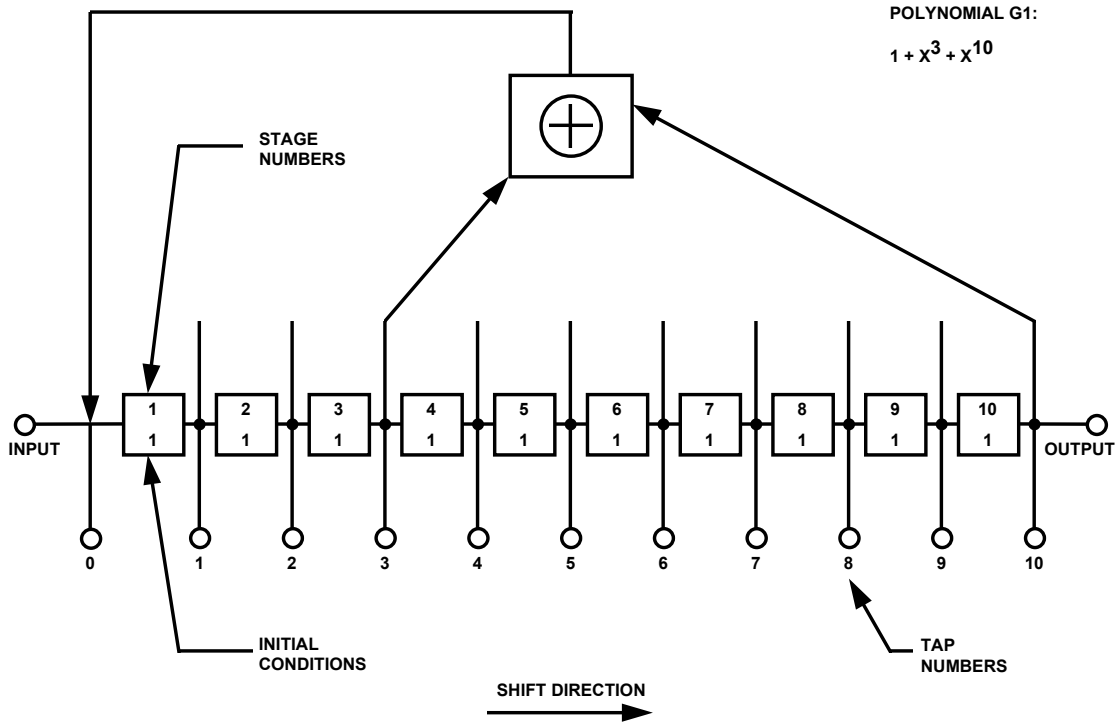 POLYNOMIAL G1:
1 + X^3 + X^10
STAGE
NUMBERS
1 2 3 4 5 6 7 8 9 10
1 1 1 1 1 1 1 1 1 1
INPUT
OUTPUT
0 1 2 3 4 5 6 7 8 9 10
INITIAL
CONDITIONS
TAP
NUMBERS
SHIFT DIRECTION